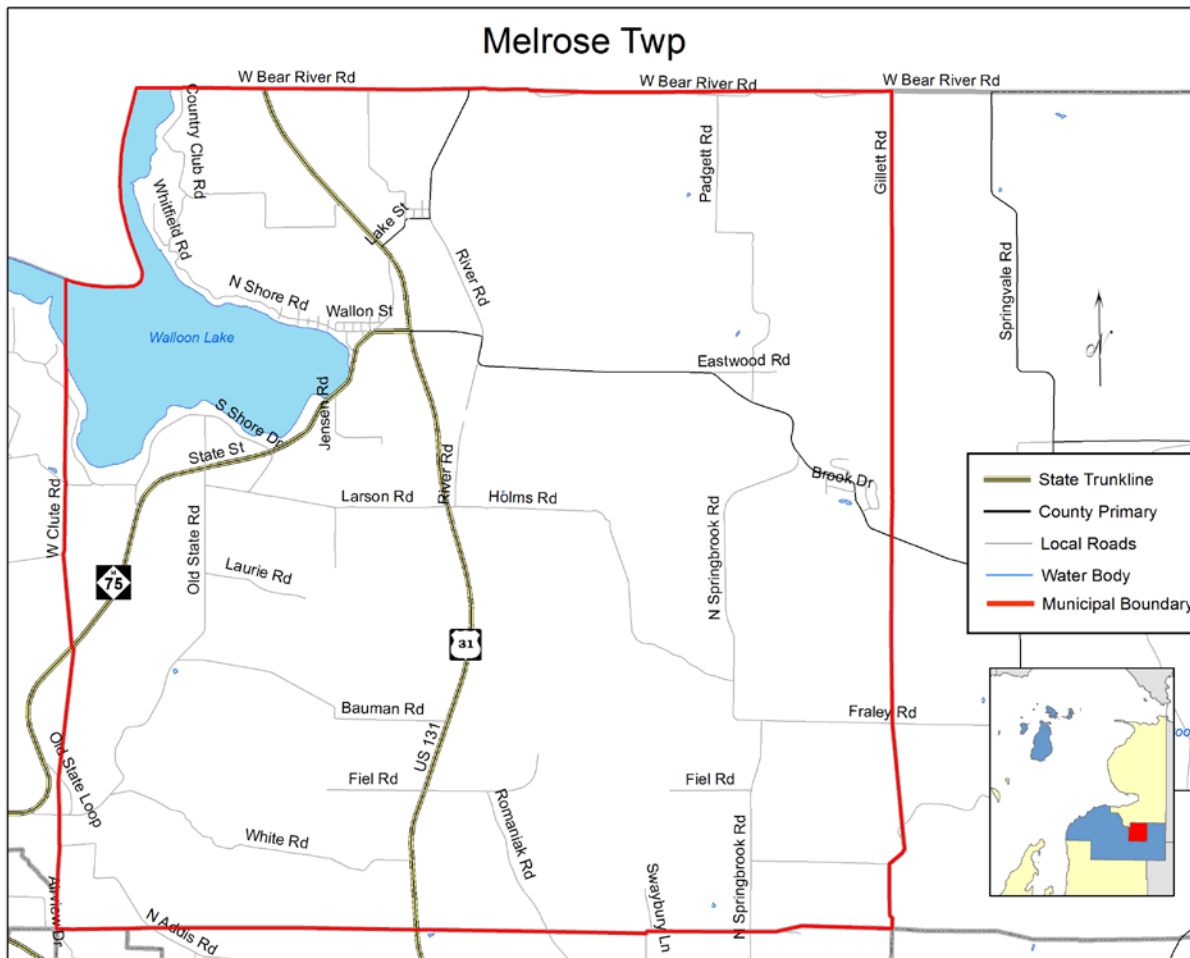 Melrose Twp
W Bear River Rd
W Bear River Rd
W Bear River Rd
Country Club Rd
Padgett Rd
Gillett Rd
Whitfield Rd
Lake St
River Rd
Springvale Rd
N Shore Rd
Wallon St
Walloon Lake
Eastwood Rd
Jensen Rd
S Shore Dr
State St
River Rd
Brook Dr
Larson Rd
Holms Rd
W Clute Rd
Old State Rd
N Springbrook Rd
Laurie Rd
M
75
31
State Trunkline
County Primary
Local Roads
Water Body
Municipal Boundary
Bauman Rd
US 131
Fraley Rd
Old State Loop
Fiel Rd
Fiel Rd
Romaniak Rd
White Rd
N Springbrook Rd
Swaybury Ln
Airview Dr
N Addis Rd